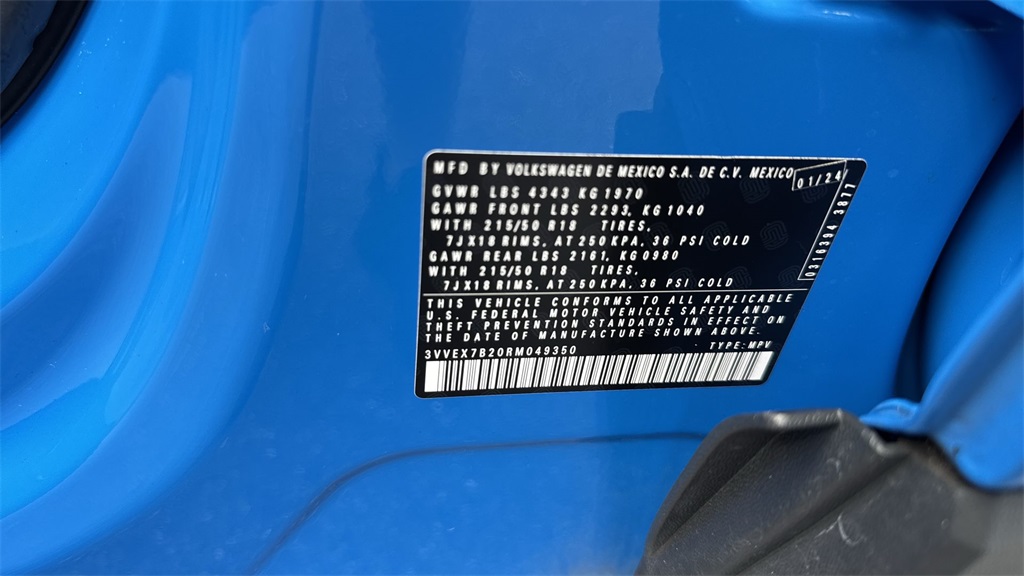 MFD BY VOLKSWAGEN DE MEXICO S.A. DE C.V. MEXICO
01/24
GVWR LBS 4343 KG 1970
GAWR FRONT LBS 2293, KG 1040
WITH 215/50 R18 TIRES,
7JX18 RIMS, AT 250 KPA, 36 PSI COLD
GAWR REAR LBS 2161, KG 0980
WITH 215/50 R18 TIRES,
7JX18 RIMS, AT 250 KPA, 36 PSI COLD
0316394 3877
THIS VEHICLE CONFORMS TO ALL APPLICABLE
U.S. FEDERAL MOTOR VEHICLE SAFETY AND
THEFT PREVENTION STANDARDS IN EFFECT ON
THE DATE OF MANUFACTURE SHOWN ABOVE.
3VVEX7B20RM049350 TYPE: MPV